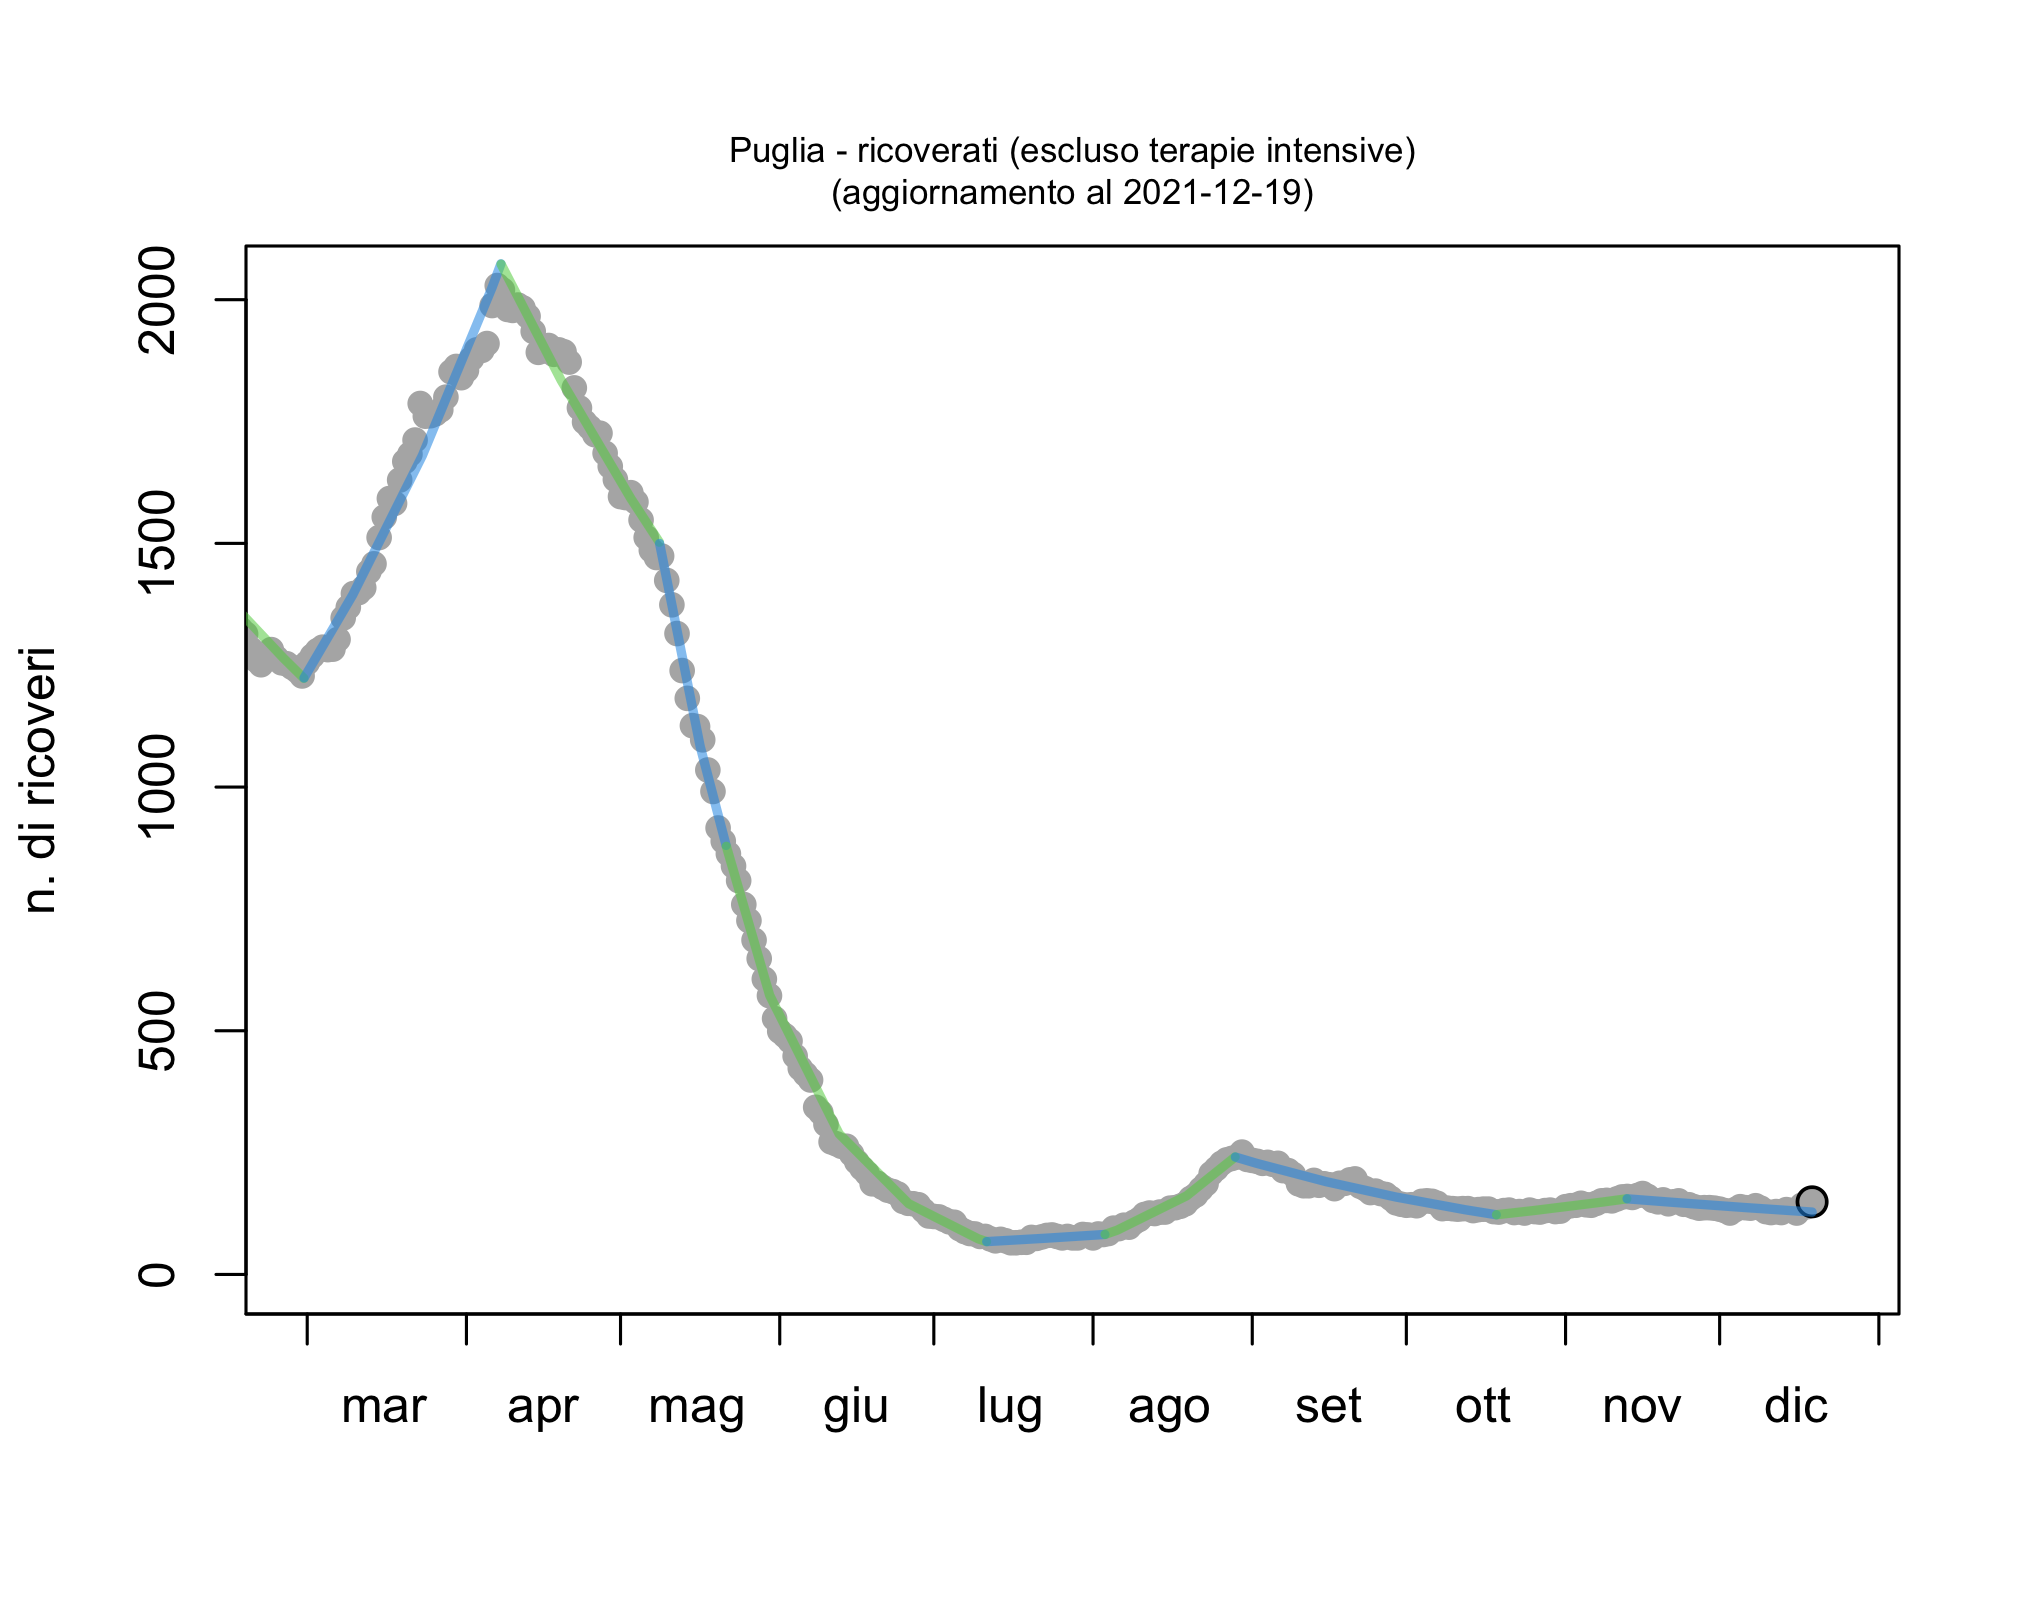 Puglia - ricoverati (escluso terapie intensive)
(aggiornamento al 2021-12-19)
n. di ricoveri
2000
1500
1000
500
0
mar apr mag giu lug ago set ott nov dic